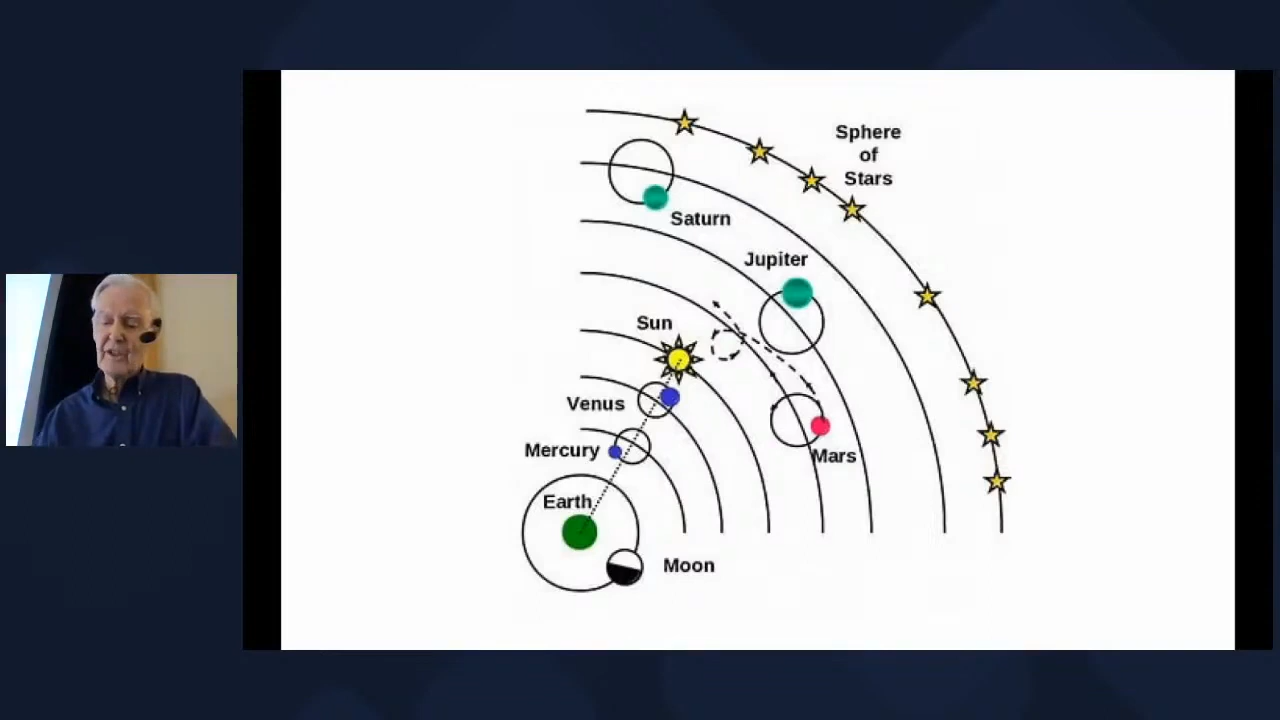 Sphere
of
Stars
Saturn
Jupiter
Sun
Venus
Mercury
Mars
Earth
Moon